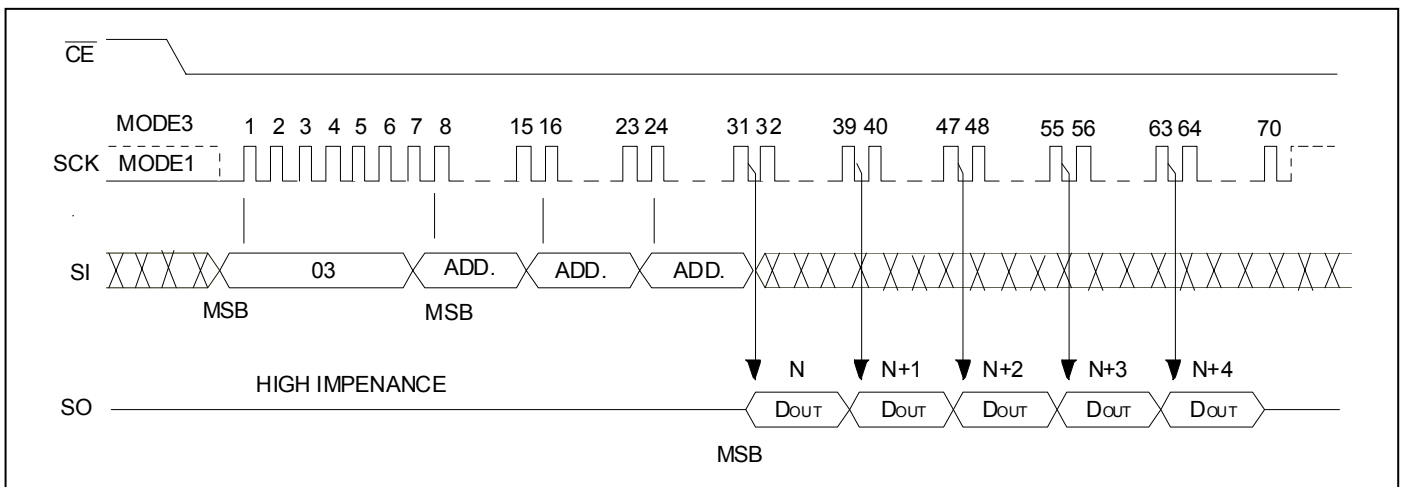 CE
MODE3
1 2 3 4 5 6 7 8 15 16 23 24 31 32 39 40 47 48 55 56 63 64 70
SCK MODE1
SI 03 ADD. ADD. ADD.
MSB MSB
N N+1 N+2 N+3 N+4
HIGH IMPENANCE
SO DOUT DOUT DOUT DOUT DOUT
MSB